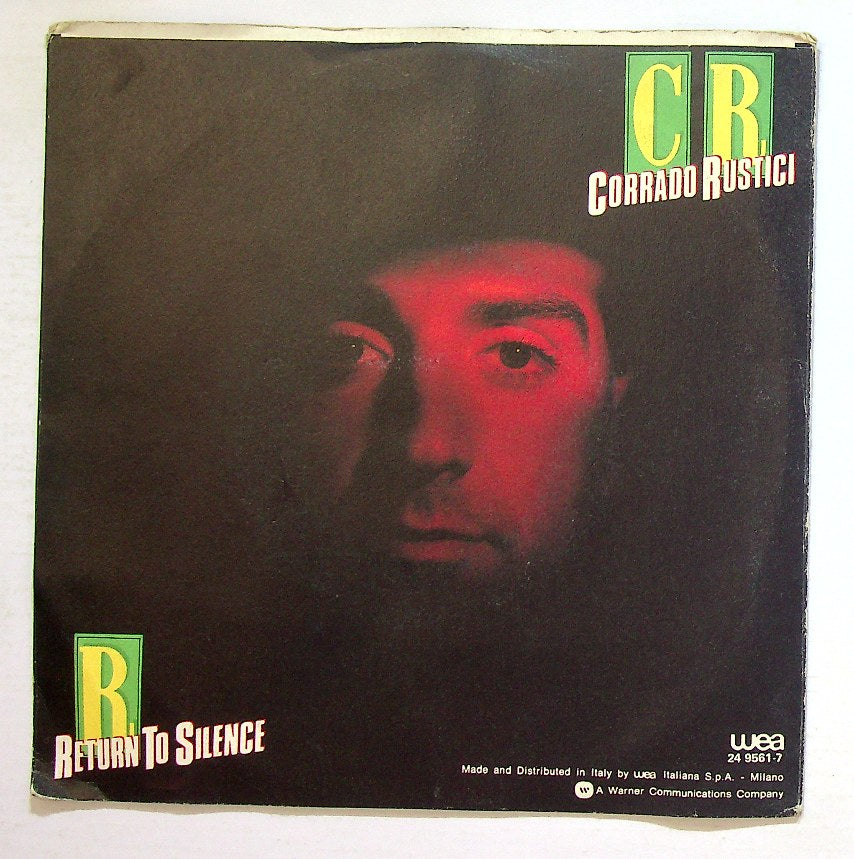 C R.
CORRADO RUSTICI
R.
RETURN TO SILENCE
wea
24 9561-7
Made and Distributed in Italy by wea Italiana S.p.A. - Milano
W A Warner Communications Company